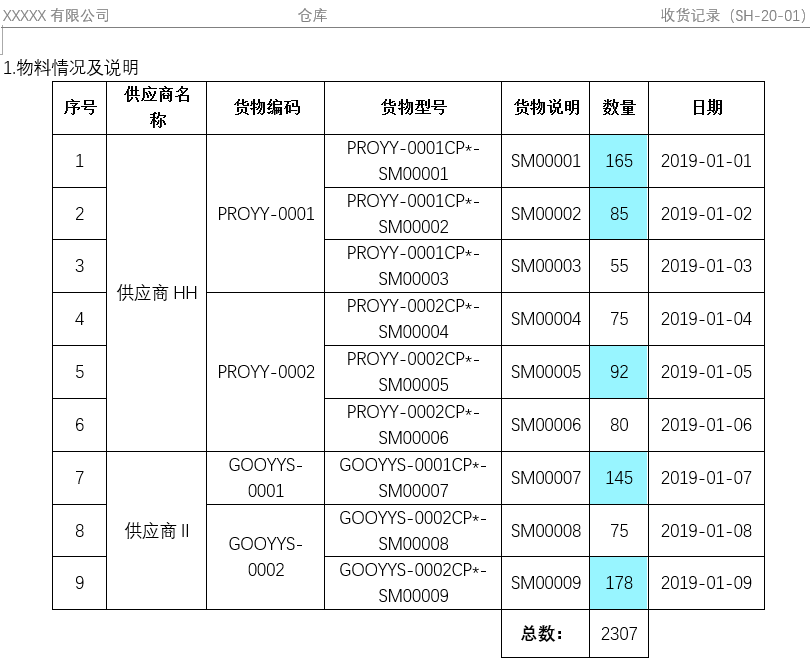 XXXXX 有限公司 仓库 收货记录（SH-20-01）
1.物料情况及说明
序号 供应商名称 货物编码 货物型号 货物说明 数量 日期
1 供应商 HH PROYY-0001 PROYY-0001CP*-SM00001 SM00001 165 2019-01-01
2 PROYY-0001CP*-SM00002 SM00002 85 2019-01-02
3 PROYY-0001CP*-SM00003 SM00003 55 2019-01-03
4 PROYY-0002 PROYY-0002CP*-SM00004 SM00004 75 2019-01-04
5 PROYY-0002CP*-SM00005 SM00005 92 2019-01-05
6 PROYY-0002CP*-SM00006 SM00006 80 2019-01-06
7 供应商 II GOOYYS-0001 GOOYYS-0001CP*-SM00007 SM00007 145 2019-01-07
8 GOOYYS-0002 GOOYYS-0002CP*-SM00008 SM00008 75 2019-01-08
9 GOOYYS-0002CP*-SM00009 SM00009 178 2019-01-09
总数： 2307